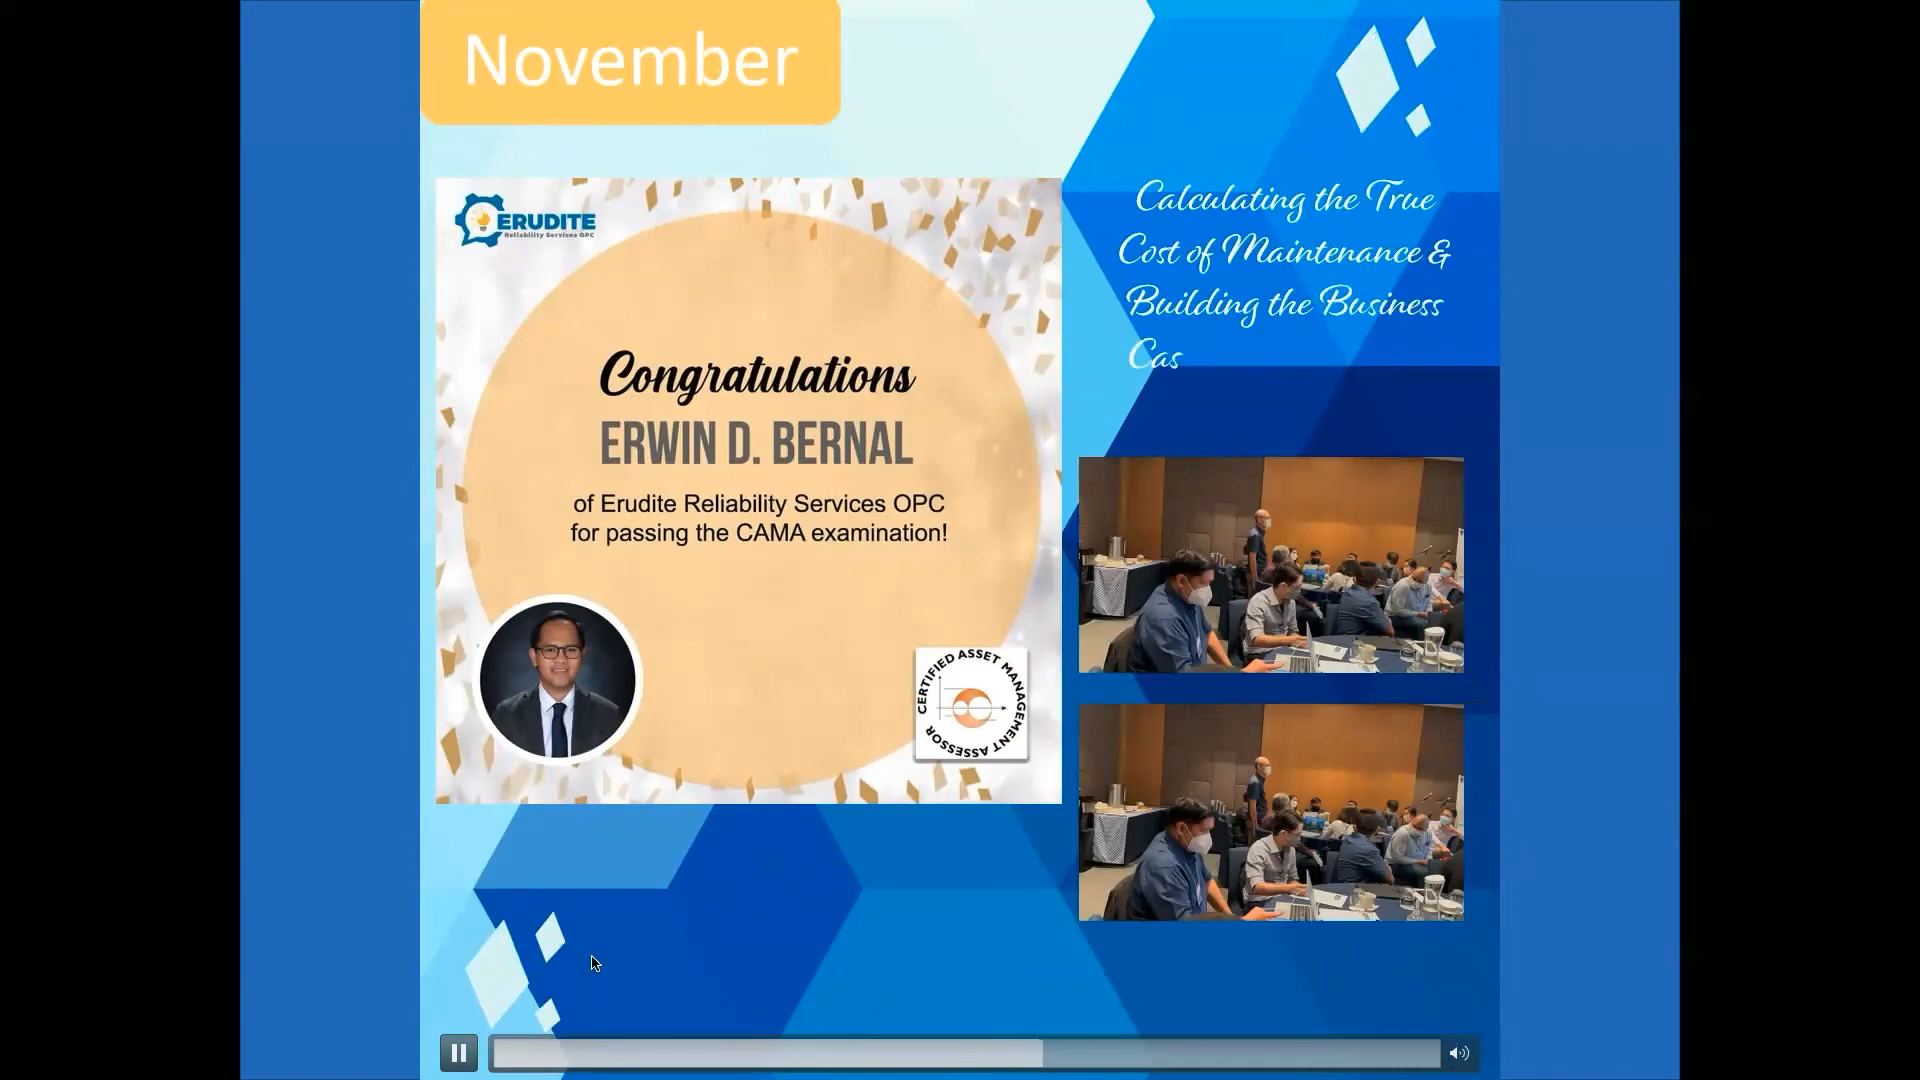 November
ERUDITE
Reliability Services OPC
Congratulations
ERWIN D. BERNAL
of Erudite Reliability Services OPC
for passing the CAMA examination!
CERTIFIED ASSET MANAGEMENT ASSESSOR
Calculating the True
Cost of Maintenance &
Building the Business
Cas